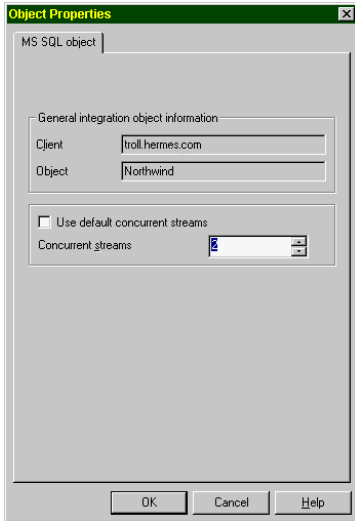 Object Properties
MS SQL object
General integration object information
Client troll.hermes.com
Object Northwind
Use default concurrent streams
Concurrent streams 2
OK Cancel Help